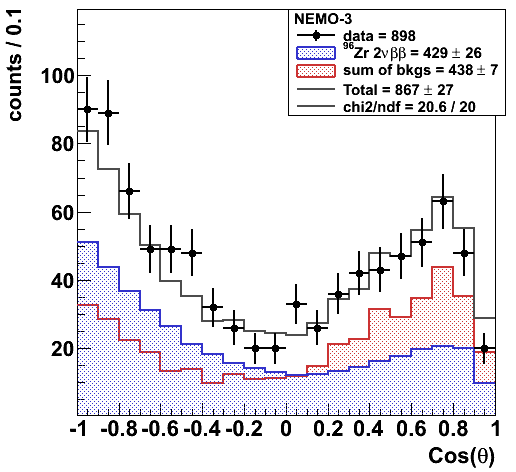 counts / 0.1
NEMO-3
data = 898
⁹⁶Zr 2νββ = 429 ± 26
sum of bkgs = 438 ± 7
Total = 867 ± 27
chi2/ndf = 20.6 / 20
100
80
60
40
20
-1 -0.8 -0.6 -0.4 -0.2 0 0.2 0.4 0.6 0.8 1
Cos(θ)